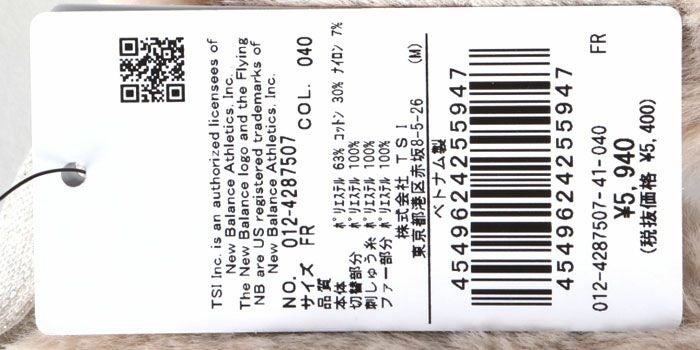 TSI Inc. is an authorized licensees of
New Balance Athletics, Inc.
The New Balance logo and the Flying
NB are US registered trademarks of
New Balance Athletics, Inc.
NO. 012-4287507 COL. 040
サイズ FR
品質
本体 ﾎﾟﾘｴｽﾃﾙ 63% ｺｯﾄﾝ 30% ﾅｲﾛﾝ 7%
切替部分 ﾎﾟﾘｴｽﾃﾙ 100%
刺しゅう糸 ﾎﾟﾘｴｽﾃﾙ 100%
ファー部分 ﾎﾟﾘｴｽﾃﾙ 100%
株式会社 TSI
東京都港区赤坂8-5-26 (M)
ベトナム製
4549624255947
4549624255947
FR
012-4287507-41-040
¥5,940
(税抜価格 ¥5,400)